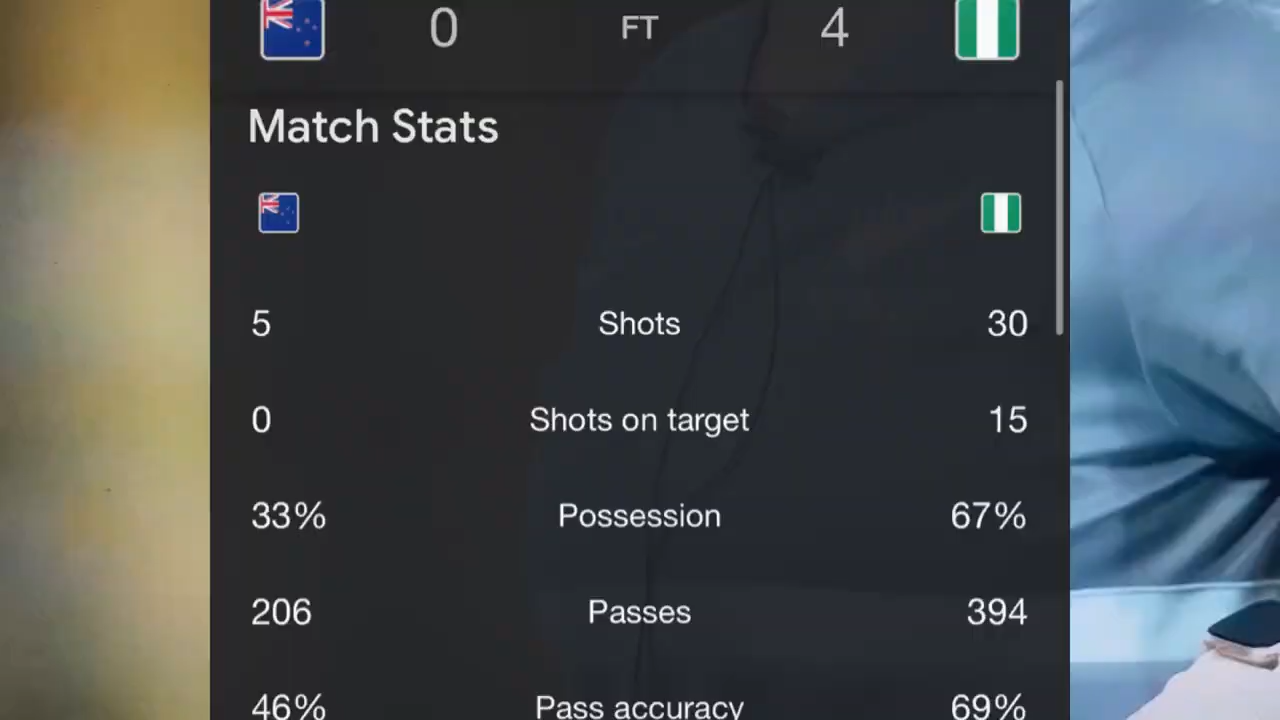 0 FT 4
Match Stats
5 Shots 30
0 Shots on target 15
33% Possession 67%
206 Passes 394
46% Pass accuracy 69%